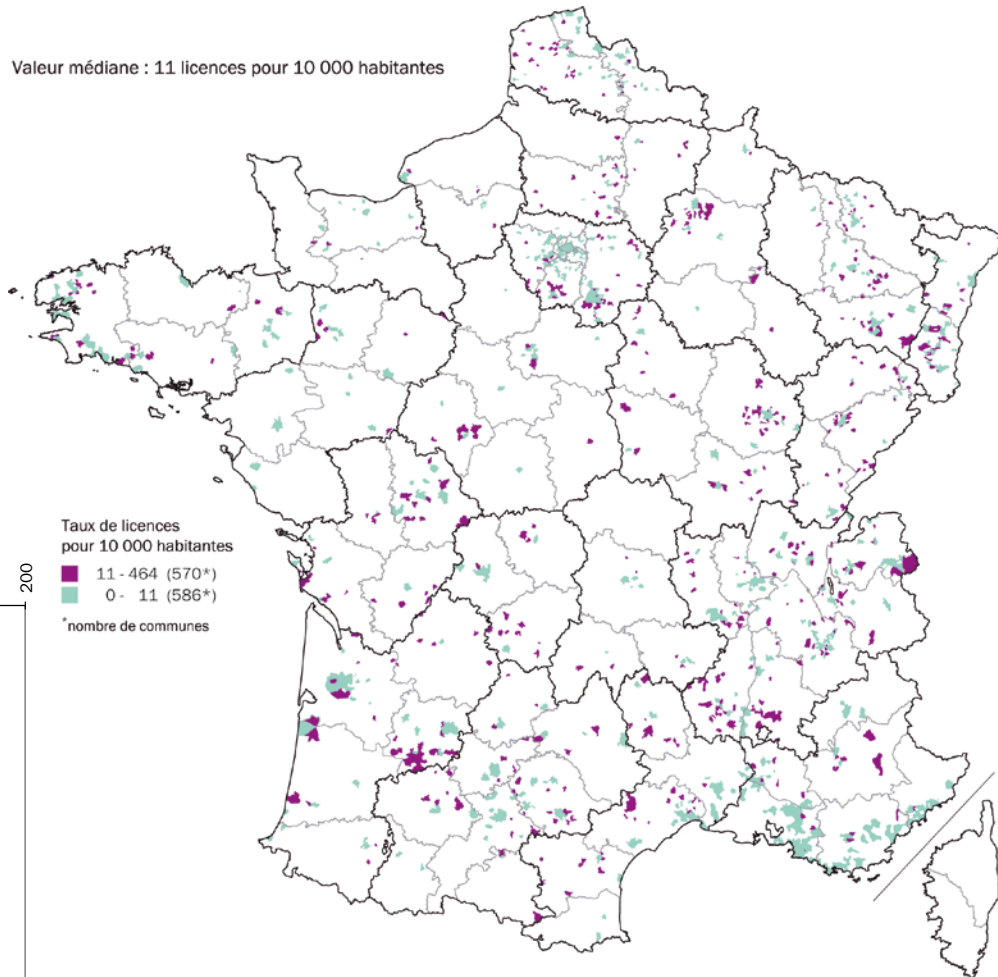 Valeur médiane : 11 licences pour 10 000 habitantes
Taux de licences
pour 10 000 habitantes
11 - 464 (570*)
0 - 11 (586*)
*nombre de communes
200